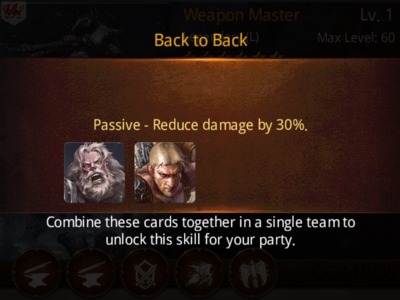 Weapon Master
Lv. 1
Back to Back
(L)
Max Level: 60
Passive - Reduce damage by 30%.
Combine these cards together in a single team to
unlock this skill for your party.